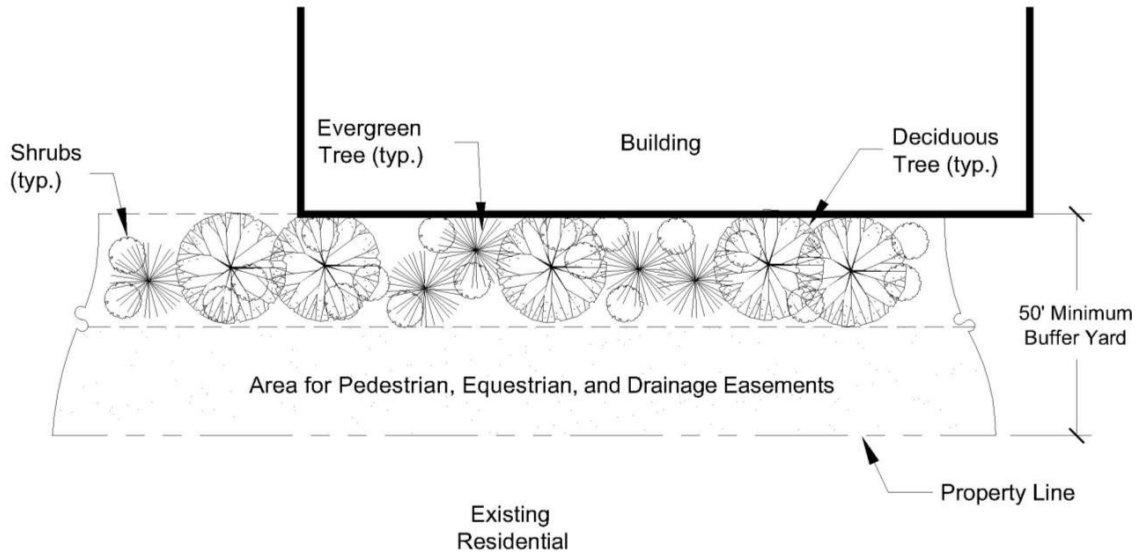 Evergreen
Tree (typ.)
Building
Deciduous
Tree (typ.)
Shrubs
(typ.)
50' Minimum
Buffer Yard
Area for Pedestrian, Equestrian, and Drainage Easements
Property Line
Existing
Residential